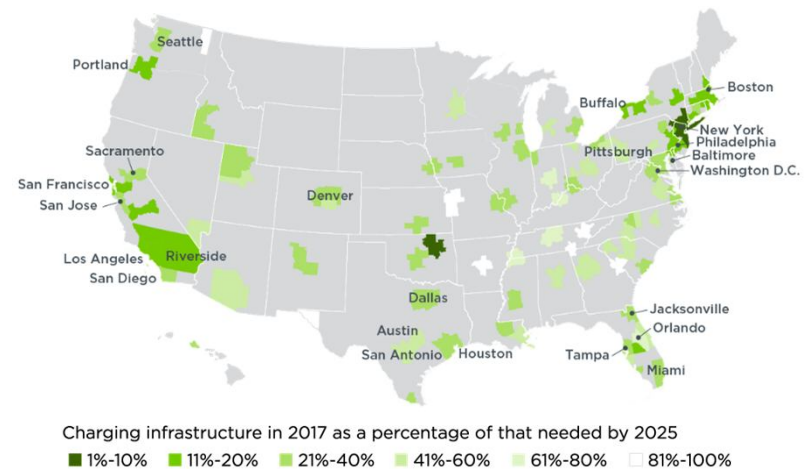 Seattle
Portland
Boston
Buffalo
New York
Philadelphia
Pittsburgh
Baltimore
Washington D.C.
Sacramento
San Francisco
San Jose
Denver
Los Angeles
Riverside
San Diego
Dallas
Jacksonville
Orlando
Austin
San Antonio
Houston
Tampa
Miami
Charging infrastructure in 2017 as a percentage of that needed by 2025
1%-10% 11%-20% 21%-40% 41%-60% 61%-80% 81%-100%